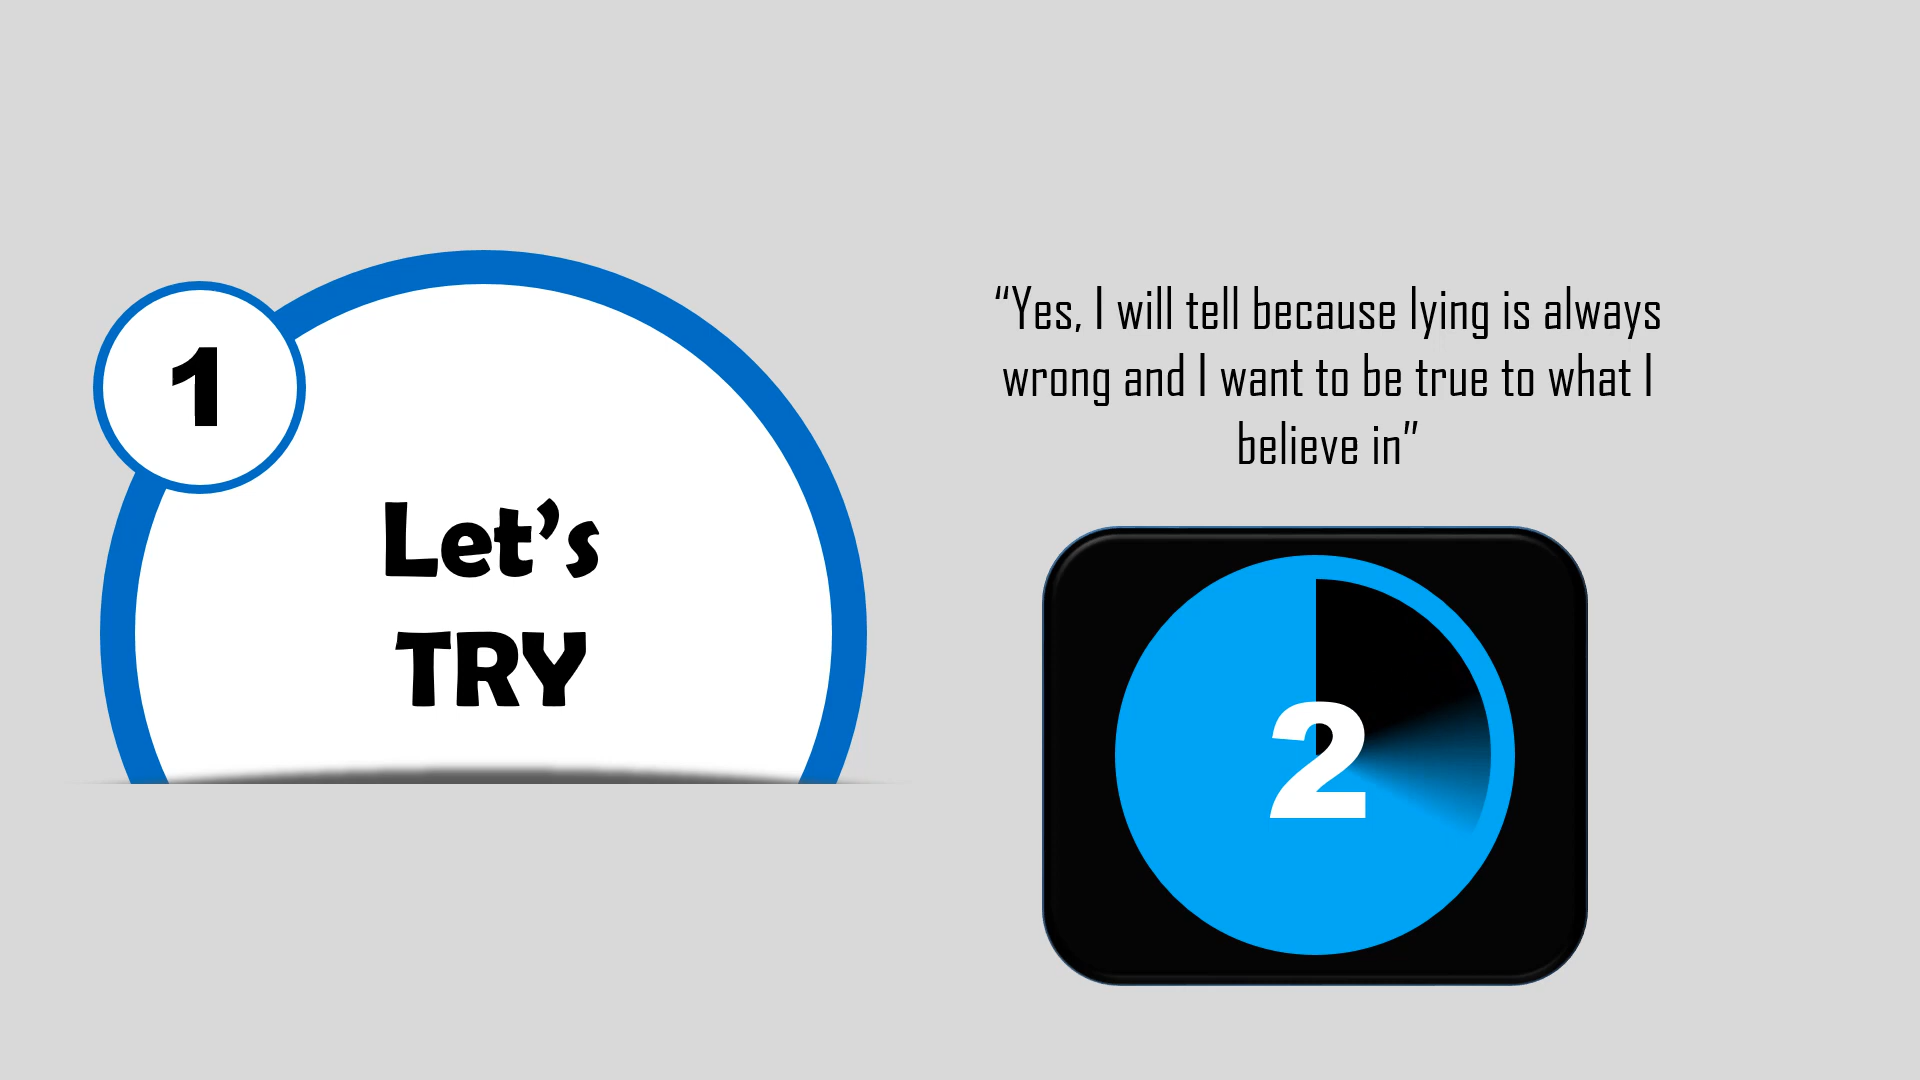 1
Let’s
TRY
“Yes, I will tell because lying is always
wrong and I want to be true to what I
believe in”
2